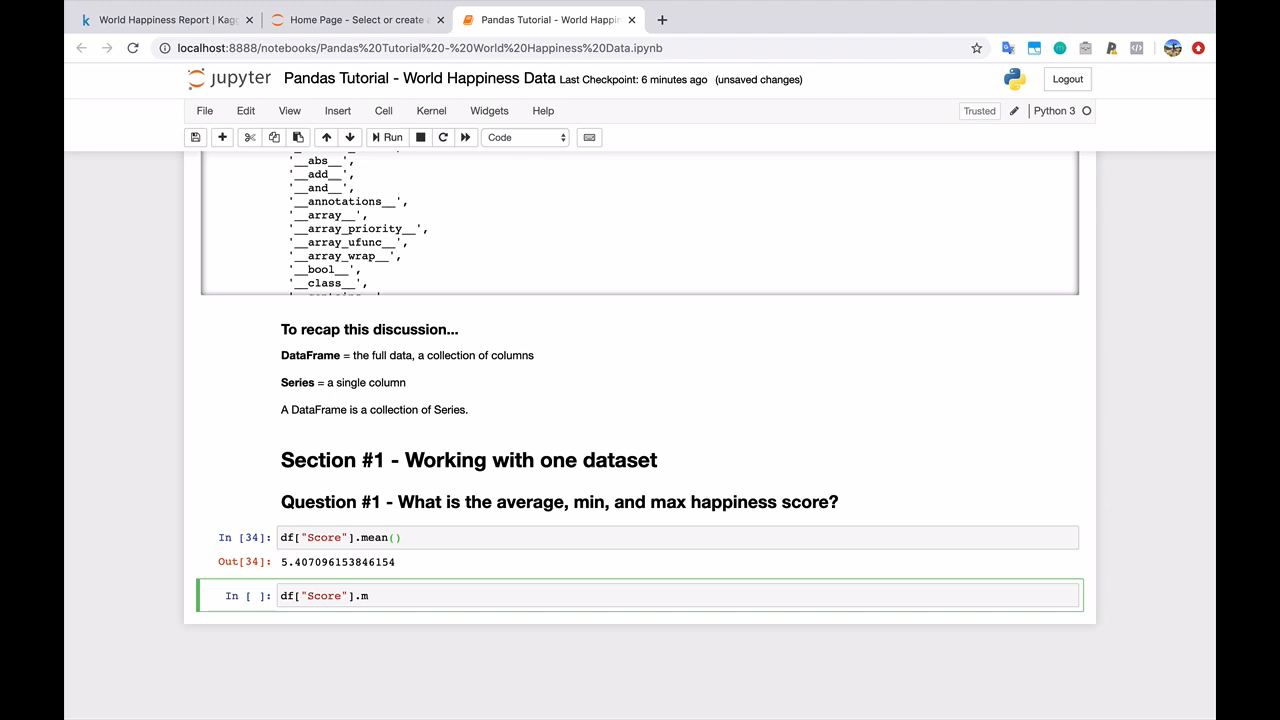 World Happiness Report | Kagg
Home Page - Select or create a
Pandas Tutorial - World Happin
localhost:8888/notebooks/Pandas%20Tutorial%20-%20World%20Happiness%20Data.ipynb
jupyter Pandas Tutorial - World Happiness Data Last Checkpoint: 6 minutes ago (unsaved changes)
Logout
File Edit View Insert Cell Kernel Widgets Help
Trusted Python 3
Run Code
'__abs__',
'__add__',
'__and__',
'__annotations__',
'__array__',
'__array_priority__',
'__array_ufunc__',
'__array_wrap__',
'__bool__',
'__class__',
To recap this discussion...
DataFrame = the full data, a collection of columns
Series = a single column
A DataFrame is a collection of Series.
Section #1 - Working with one dataset
Question #1 - What is the average, min, and max happiness score?
In [34]: df["Score"].mean()
Out[34]: 5.407096153846154
In [ ]: df["Score"].m